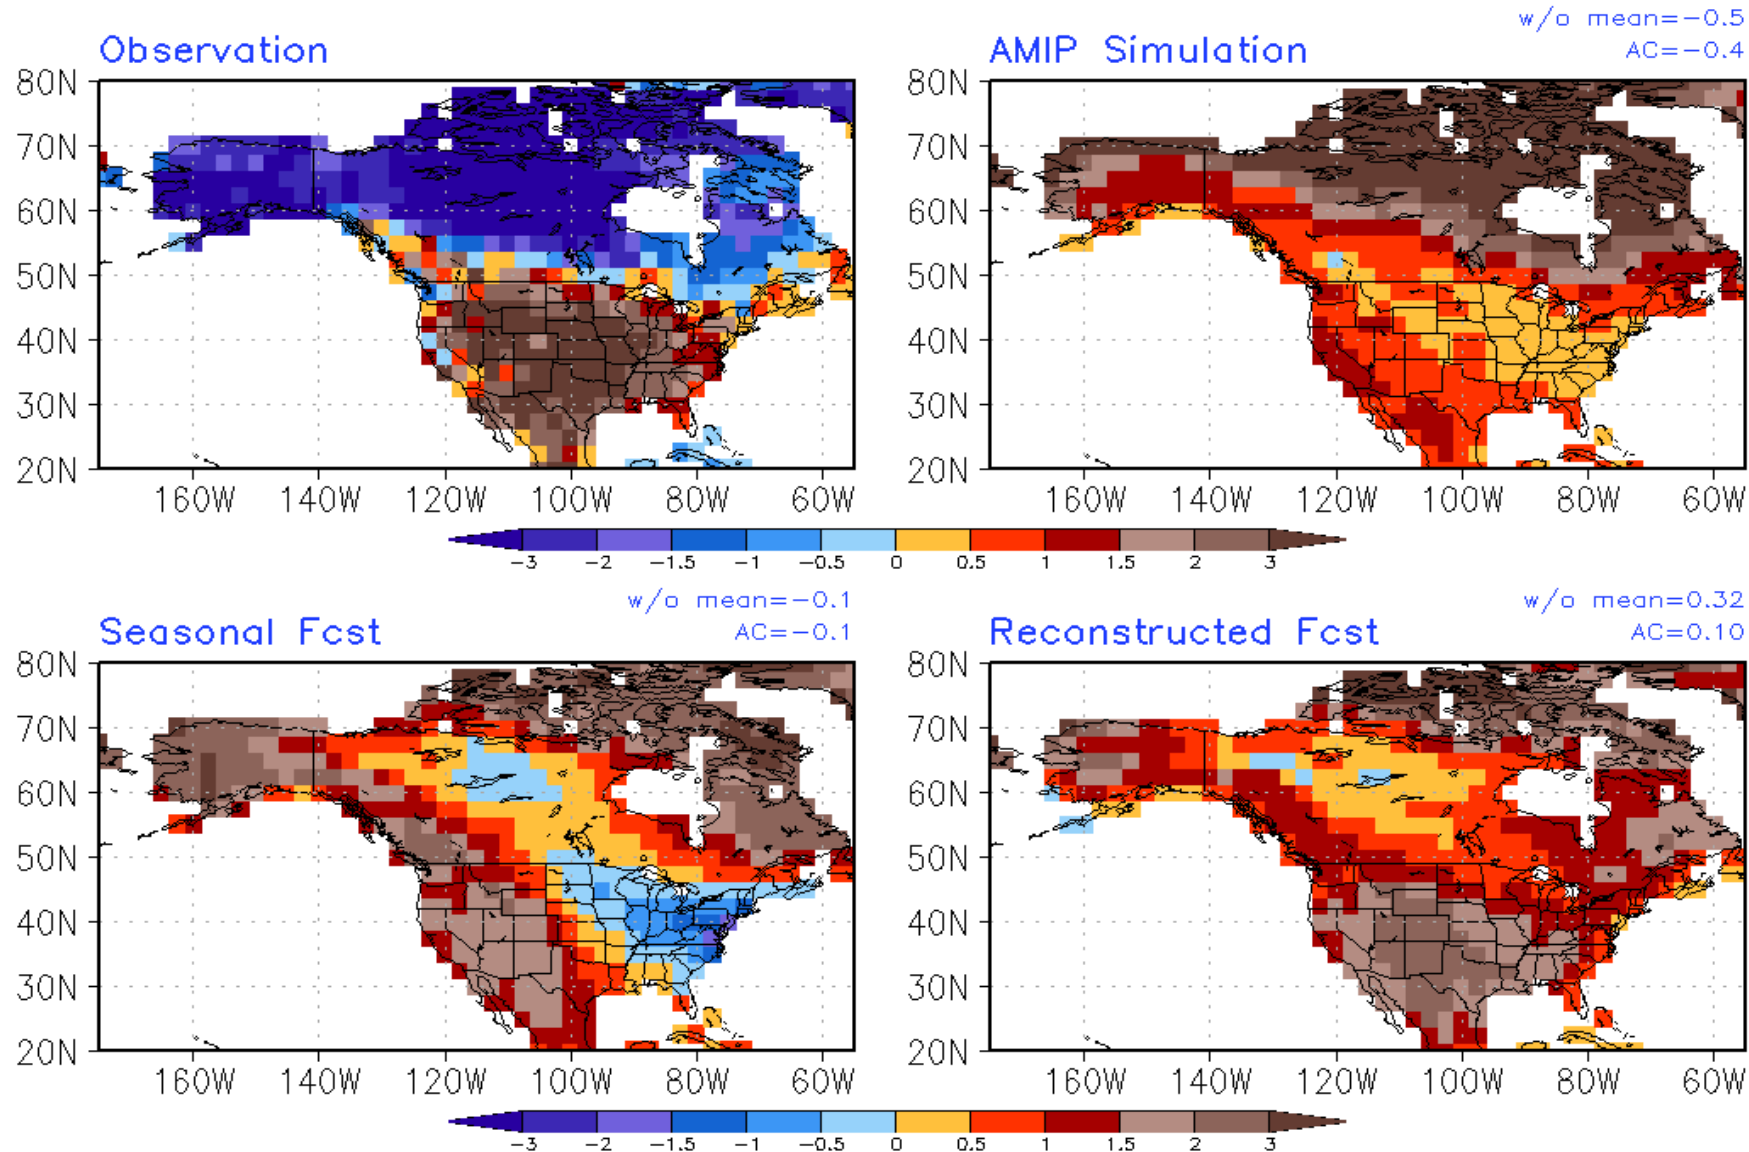 w/o mean=-0.5
Observation
AMIP Simulation
AC=-0.4
80N
70N
60N
50N
40N
30N
20N
160W 140W 120W 100W 80W 60W
80N
70N
60N
50N
40N
30N
20N
160W 140W 120W 100W 80W 60W
-3 -2 -1.5 -1 -0.5 0 0.5 1 1.5 2 3
w/o mean=-0.1
Seasonal Fcst
AC=-0.1
w/o mean=0.32
Reconstructed Fcst
AC=0.10
80N
70N
60N
50N
40N
30N
20N
160W 140W 120W 100W 80W 60W
80N
70N
60N
50N
40N
30N
20N
160W 140W 120W 100W 80W 60W
-3 -2 -1.5 -1 -0.5 0 0.5 1 1.5 2 3